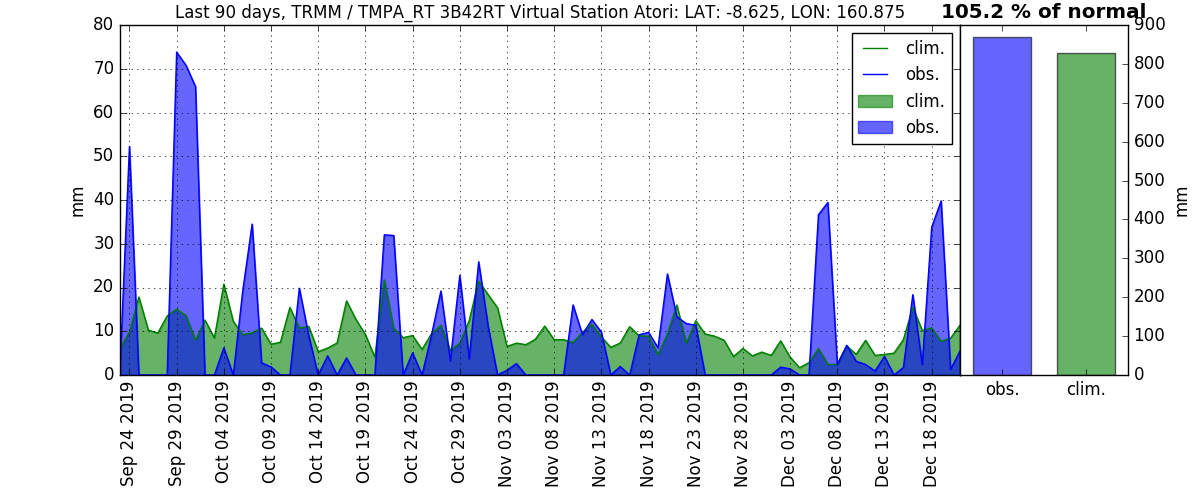 Last 90 days, TRMM / TMPA_RT 3B42RT Virtual Station Atori: LAT: -8.625, LON: 160.875
105.2 % of normal
80
70
60
50
40
30
20
10
0
mm
clim.
obs.
clim.
obs.
Sep 24 2019
Sep 29 2019
Oct 04 2019
Oct 09 2019
Oct 14 2019
Oct 19 2019
Oct 24 2019
Oct 29 2019
Nov 03 2019
Nov 08 2019
Nov 13 2019
Nov 18 2019
Nov 23 2019
Nov 28 2019
Dec 03 2019
Dec 08 2019
Dec 13 2019
Dec 18 2019
900
800
700
600
500
400
300
200
100
0
mm
obs.
clim.